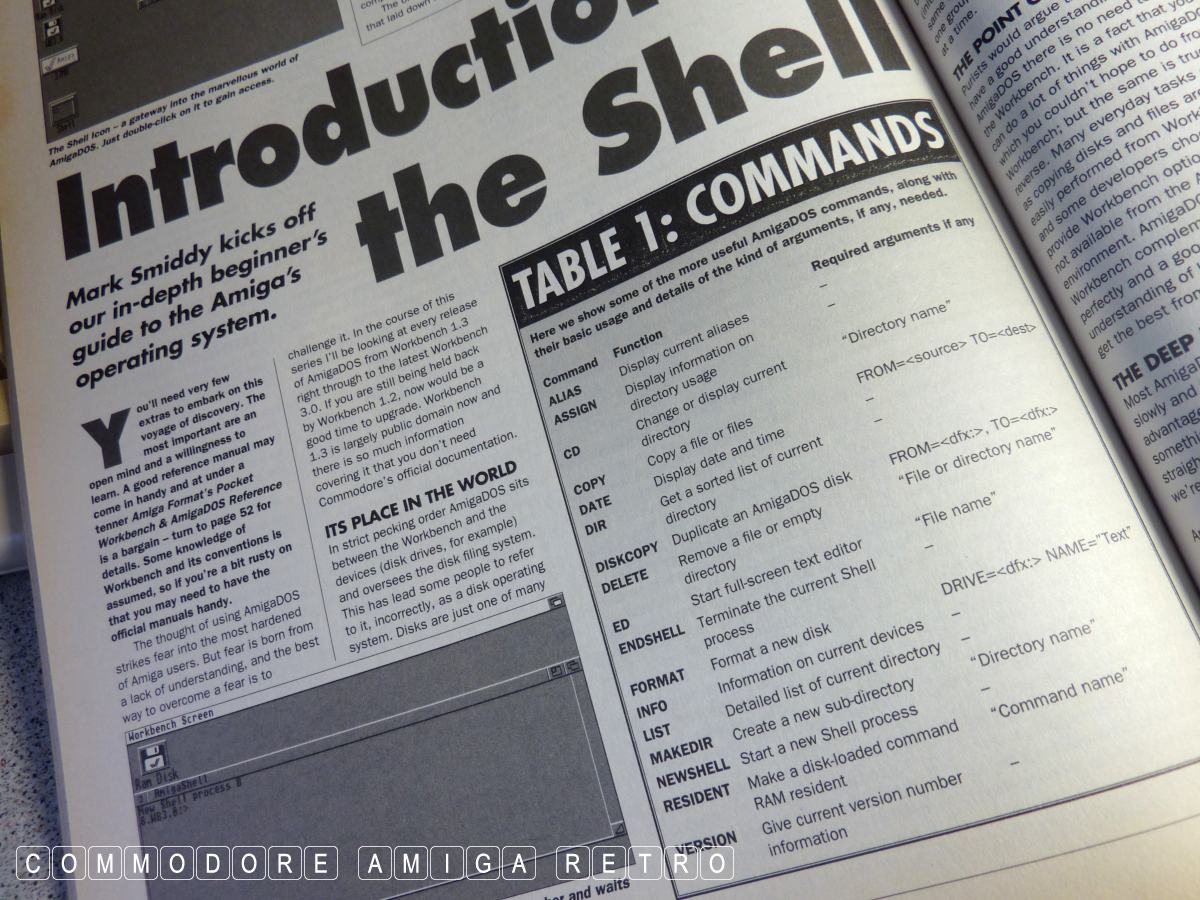 The Shell Icon – a gateway into the marvellous world of
AmigaDOS. Just double-click on it to gain access.
that laid down
Introduction
the Shell
Mark Smiddy kicks off
our in-depth beginner's
guide to the Amiga's
operating system.
You'll need very few
extras to embark on this
voyage of discovery. The
most important are an
open mind and a willingness to
learn. A good reference manual may
come in handy and at under a
tenner Amiga Format's Pocket
Workbench & AmigaDOS Reference
is a bargain – turn to page 52 for
details. Some knowledge of
Workbench and its conventions is
assumed, so if you're a bit rusty on
that you may need to have the
official manuals handy.
The thought of using AmigaDOS
strikes fear into the most hardened
of Amiga users. But fear is born from
a lack of understanding, and the best
way to overcome a fear is to
challenge it. In the course of this
series I'll be looking at every release
of AmigaDOS from Workbench 1.3
right through to the latest Workbench
3.0. If you are still being held back
by Workbench 1.2, now would be a
good time to upgrade. Workbench
1.3 is largely public domain now and
there is so much information
covering it that you don't need
Commodore's official documentation.
ITS PLACE IN THE WORLD
In strict pecking order AmigaDOS sits
between the Workbench and the
devices (disk drives, for example)
and oversees the disk filing system.
This has lead some people to refer
to it, incorrectly, as a disk operating
system. Disks are just one of many
Workbench Screen
Ram Disk
AmigaShell
New Shell process 8
8.WB3.0:>
ber and waits
TABLE 1: COMMANDS
Here we show some of the more useful AmigaDOS commands, along with
their basic usage and details of the kind of arguments, if any, needed.
Command Function Required arguments if any
ALIAS Display current aliases –
ASSIGN Display information on –
directory usage
CD Change or display current "Directory name"
directory
COPY Copy a file or files FROM=<source> TO=<dest>
DATE Display date and time –
DIR Get a sorted list of current –
directory
DISKCOPY Duplicate an AmigaDOS disk FROM=<dfx:>, TO=<dfx:>
DELETE Remove a file or empty "File or directory name"
directory
ED Start full-screen text editor "File name"
ENDSHELL Terminate the current Shell –
process
FORMAT Format a new disk DRIVE=<dfx:> NAME="Text"
INFO Information on current devices –
LIST Detailed list of current directory –
MAKEDIR Create a new sub-directory "Directory name"
NEWSHELL Start a new Shell process –
RESIDENT Make a disk-loaded command "Command name"
RAM resident
VERSION Give current version number –
information
same
one grou
at a time.
THE POINT O
Purists would argue
have a good understandin
AmigaDOS there is no need to
the Workbench. It is a fact that you
can do a lot of things with AmigaD
which you couldn't hope to do fro
Workbench; but the same is tru
reverse. Many everyday tasks
as copying disks and files ar
easily performed from Work
and some developers cho
provide Workbench optio
not available from the A
environment. AmigaD
Workbench complem
perfectly and a goo
understanding of
get the best from
THE DEEP
Most Amiga
slowly and
advantag
someth
straigh
we're
COMMODORE AMIGA RETRO